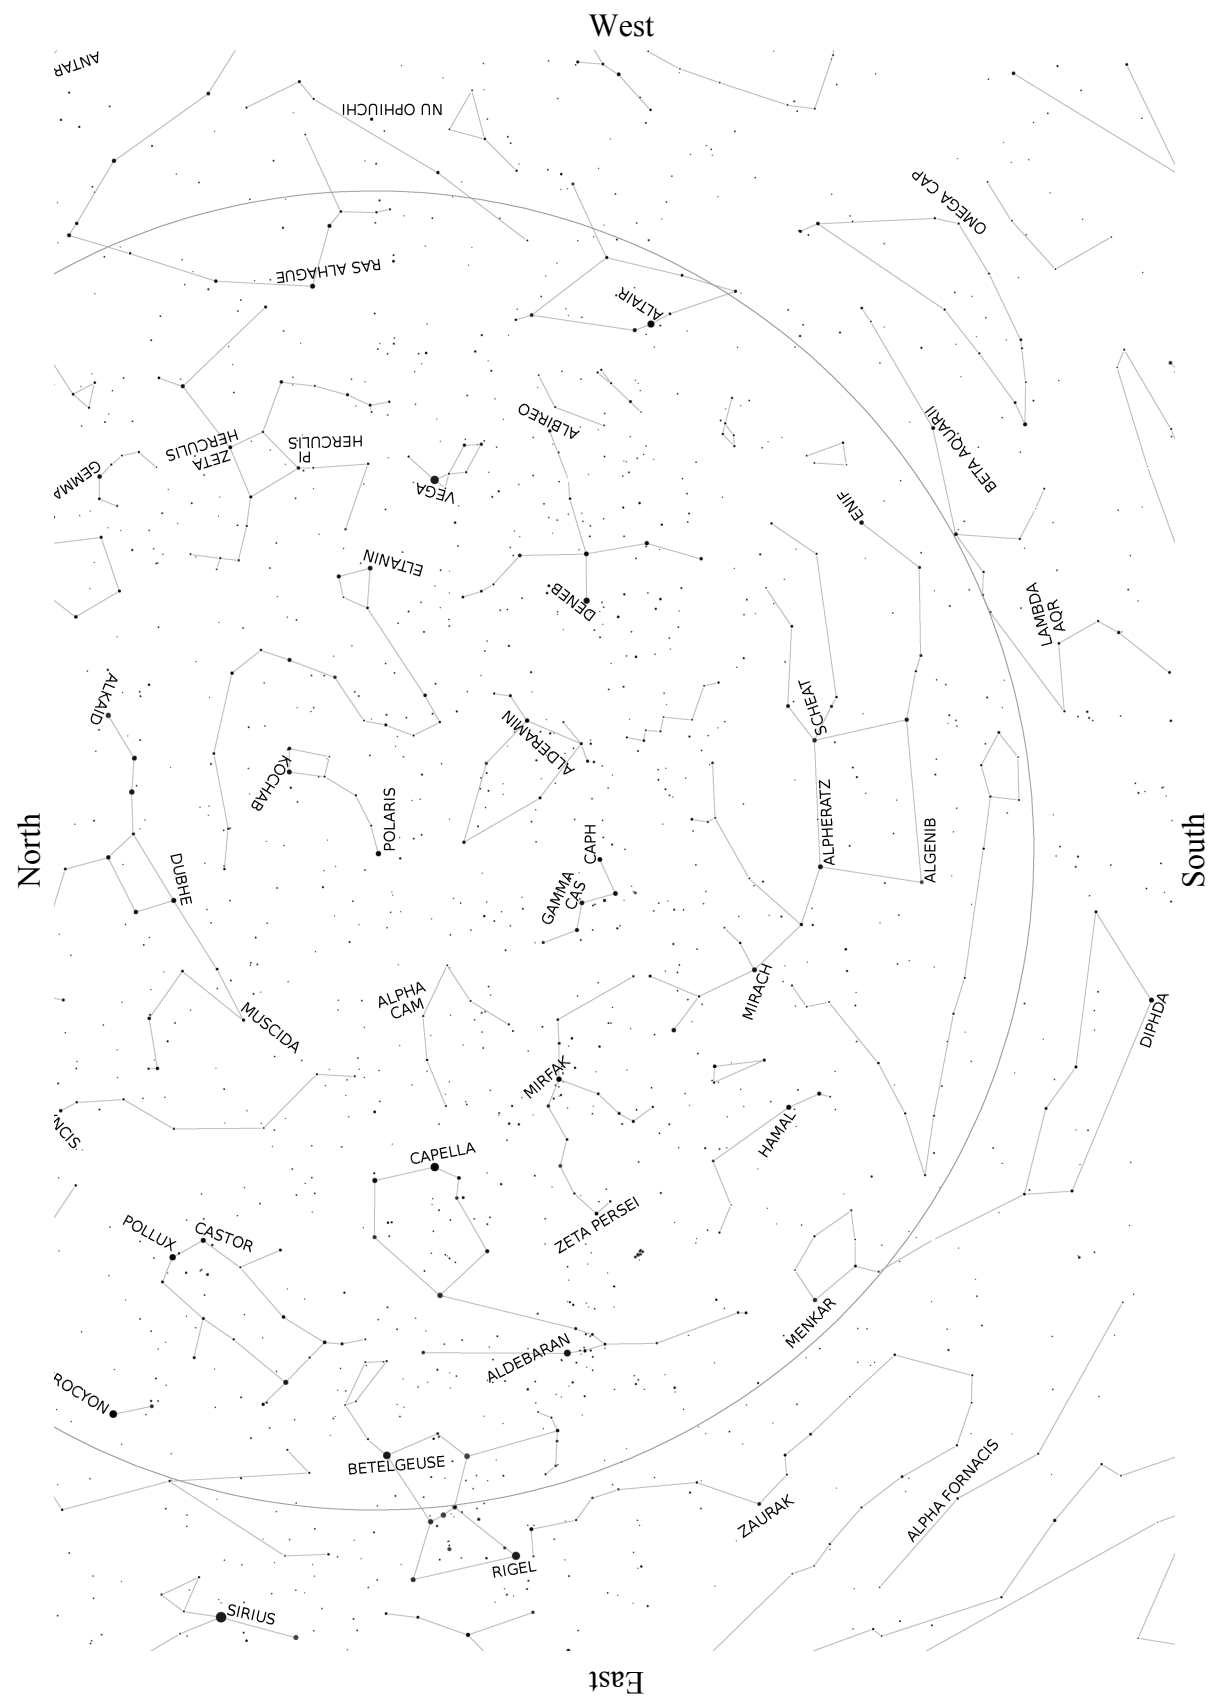 West
ANTAR
NU OPHIUCHI
OMEGA CAP
RAS ALHAGUE
ALTAIR
ALBIREO
BETA AQUARII
ZETA
HERCULIS
PI
HERCULIS
GEMMA
VEGA
ENIF
ELTANIN
DENEB
LAMBDA
AQR
ALKAID
SCHEAT
ALDERAMIN
KOCHAB
POLARIS
ALPHERATZ
North
South
CAPH
ALGENIB
DUBHE
GAMMA
CAS
ALPHA
CAM
MIRACH
MUSCIDA
DIPHDA
MIRFAK
NCIS
HAMAL
CAPELLA
POLLUX
CASTOR
ZETA PERSEI
MENKAR
ALDEBARAN
ROCYON
BETELGEUSE
ALPHA FORNACIS
ZAURAK
RIGEL
SIRIUS
East